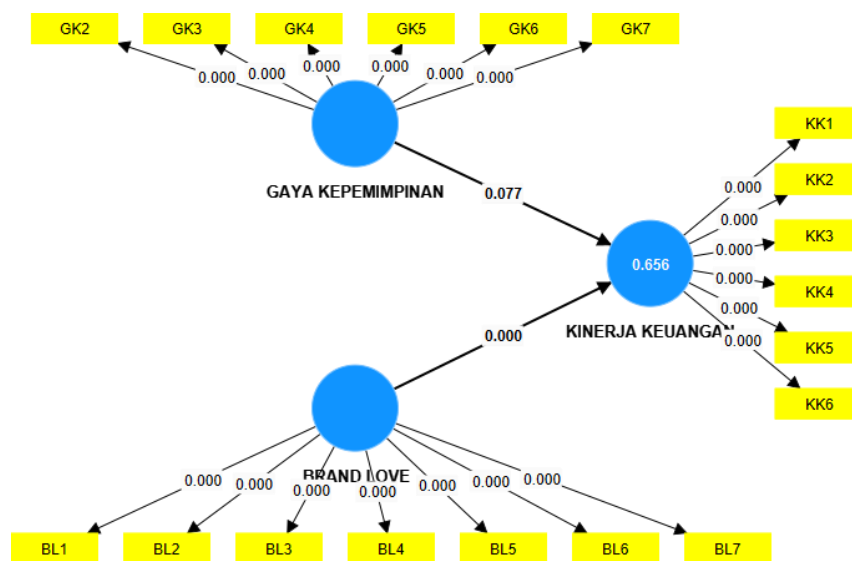 GK2 GK3 GK4 GK5 GK6 GK7
0.000 0.000 0.000 0.000 0.000 0.000
GAYA KEPEMIMPINAN
0.077
KK1
KK2
KK3
KK4
KK5
KK6
0.000
0.000
0.000
0.000
0.000
0.000
0.656
KINERJA KEUANGAN
0.000
BRAND LOVE
0.000 0.000 0.000 0.000 0.000 0.000 0.000
BL1 BL2 BL3 BL4 BL5 BL6 BL7